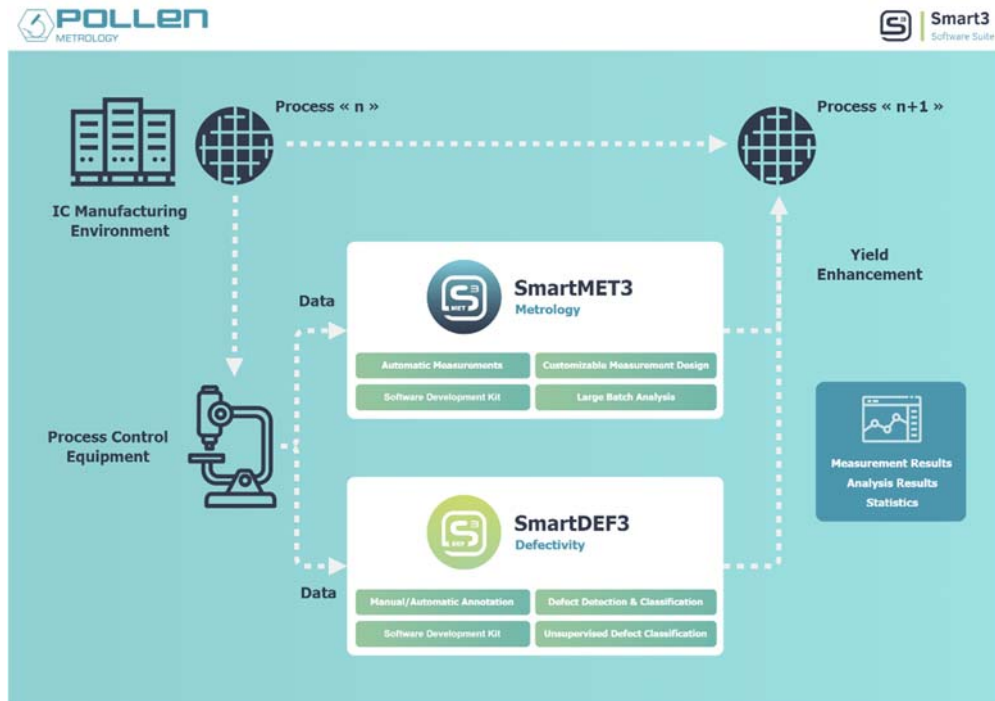 POLLEN
METROLOGY
Smart3
Software Suite
Process « n »
Process « n+1 »
IC Manufacturing
Environment
Yield
Enhancement
Data
SmartMET3
Metrology
Automatic Measurements
Customizable Measurement Design
Software Development Kit
Large Batch Analysis
Process Control
Equipment
Measurement Results
Analysis Results
Statistics
Data
SmartDEF3
Defectivity
Manual/Automatic Annotation
Defect Detection & Classification
Software Development Kit
Unsupervised Defect Classification